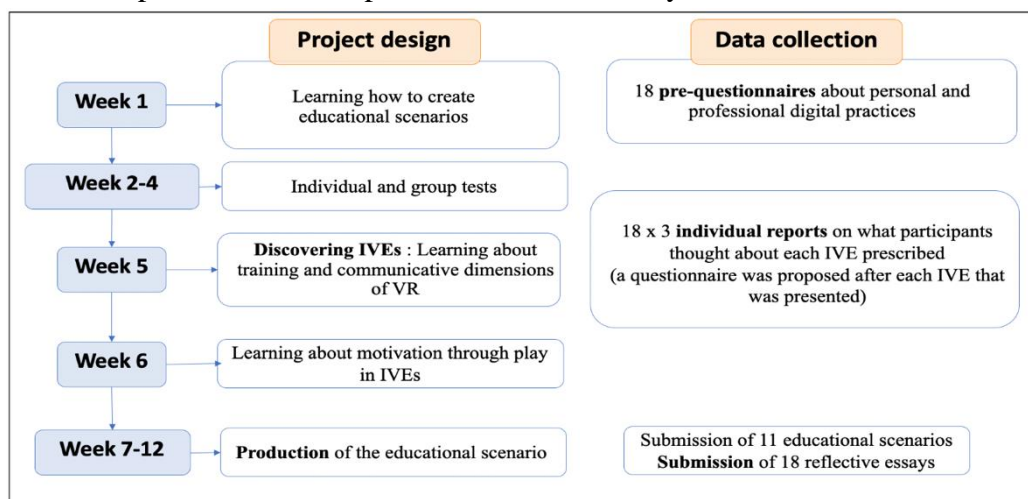 Project design
Data collection
Week 1
Learning how to create
educational scenarios
18 pre-questionnaires about personal and
professional digital practices
Week 2-4
Individual and group tests
Week 5
Discovering IVEs : Learning about
training and communicative dimensions
of VR
18 x 3 individual reports on what participants
thought about each IVE prescribed
(a questionnaire was proposed after each IVE that
was presented)
Week 6
Learning about motivation through play
in IVEs
Week 7-12
Production of the educational scenario
Submission of 11 educational scenarios
Submission of 18 reflective essays